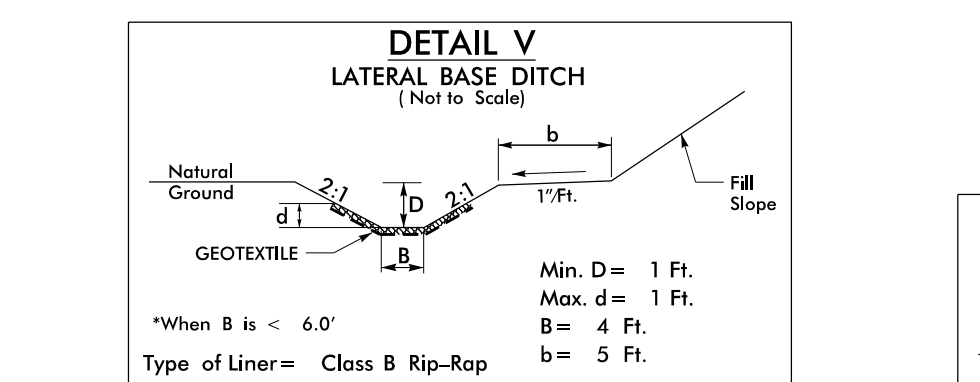 DETAIL V
LATERAL BASE DITCH
( Not to Scale)
b
Natural
Ground
2:1
D
2:1
1"/Ft.
Fill
Slope
d
GEOTEXTILE
B
Min. D= 1 Ft.
Max. d= 1 Ft.
*When B is < 6.0'
B= 4 Ft.
b= 5 Ft.
Type of Liner= Class B Rip-Rap